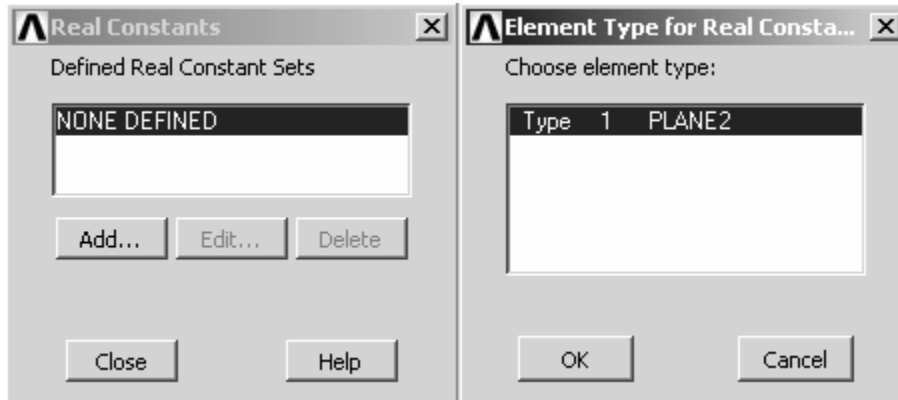 Real Constants
Defined Real Constant Sets
NONE DEFINED
Add... Edit... Delete
Close Help
Element Type for Real Consta...
Choose element type:
Type 1 PLANE2
OK Cancel